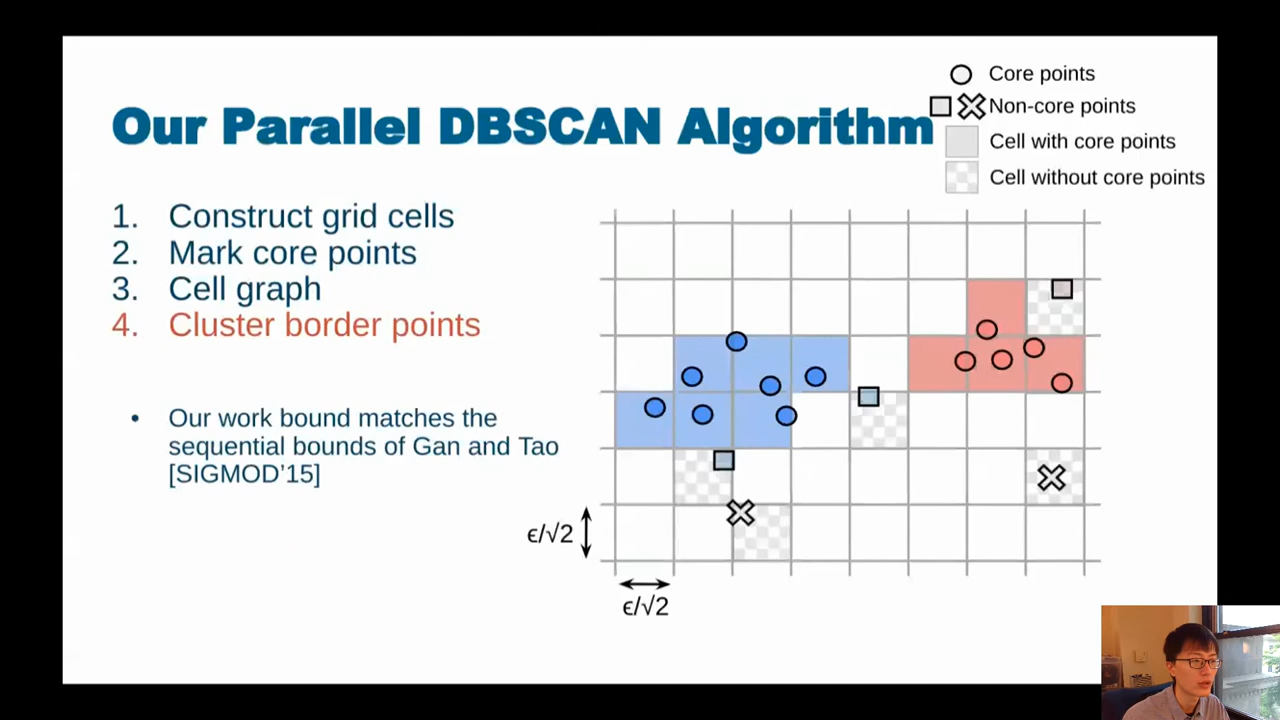 Our Parallel DBSCAN Algorithm
Core points
Non-core points
Cell with core points
Cell without core points
1. Construct grid cells
2. Mark core points
3. Cell graph
4. Cluster border points
• Our work bound matches the
sequential bounds of Gan and Tao
[SIGMOD'15]
ϵ/√2
ϵ/√2